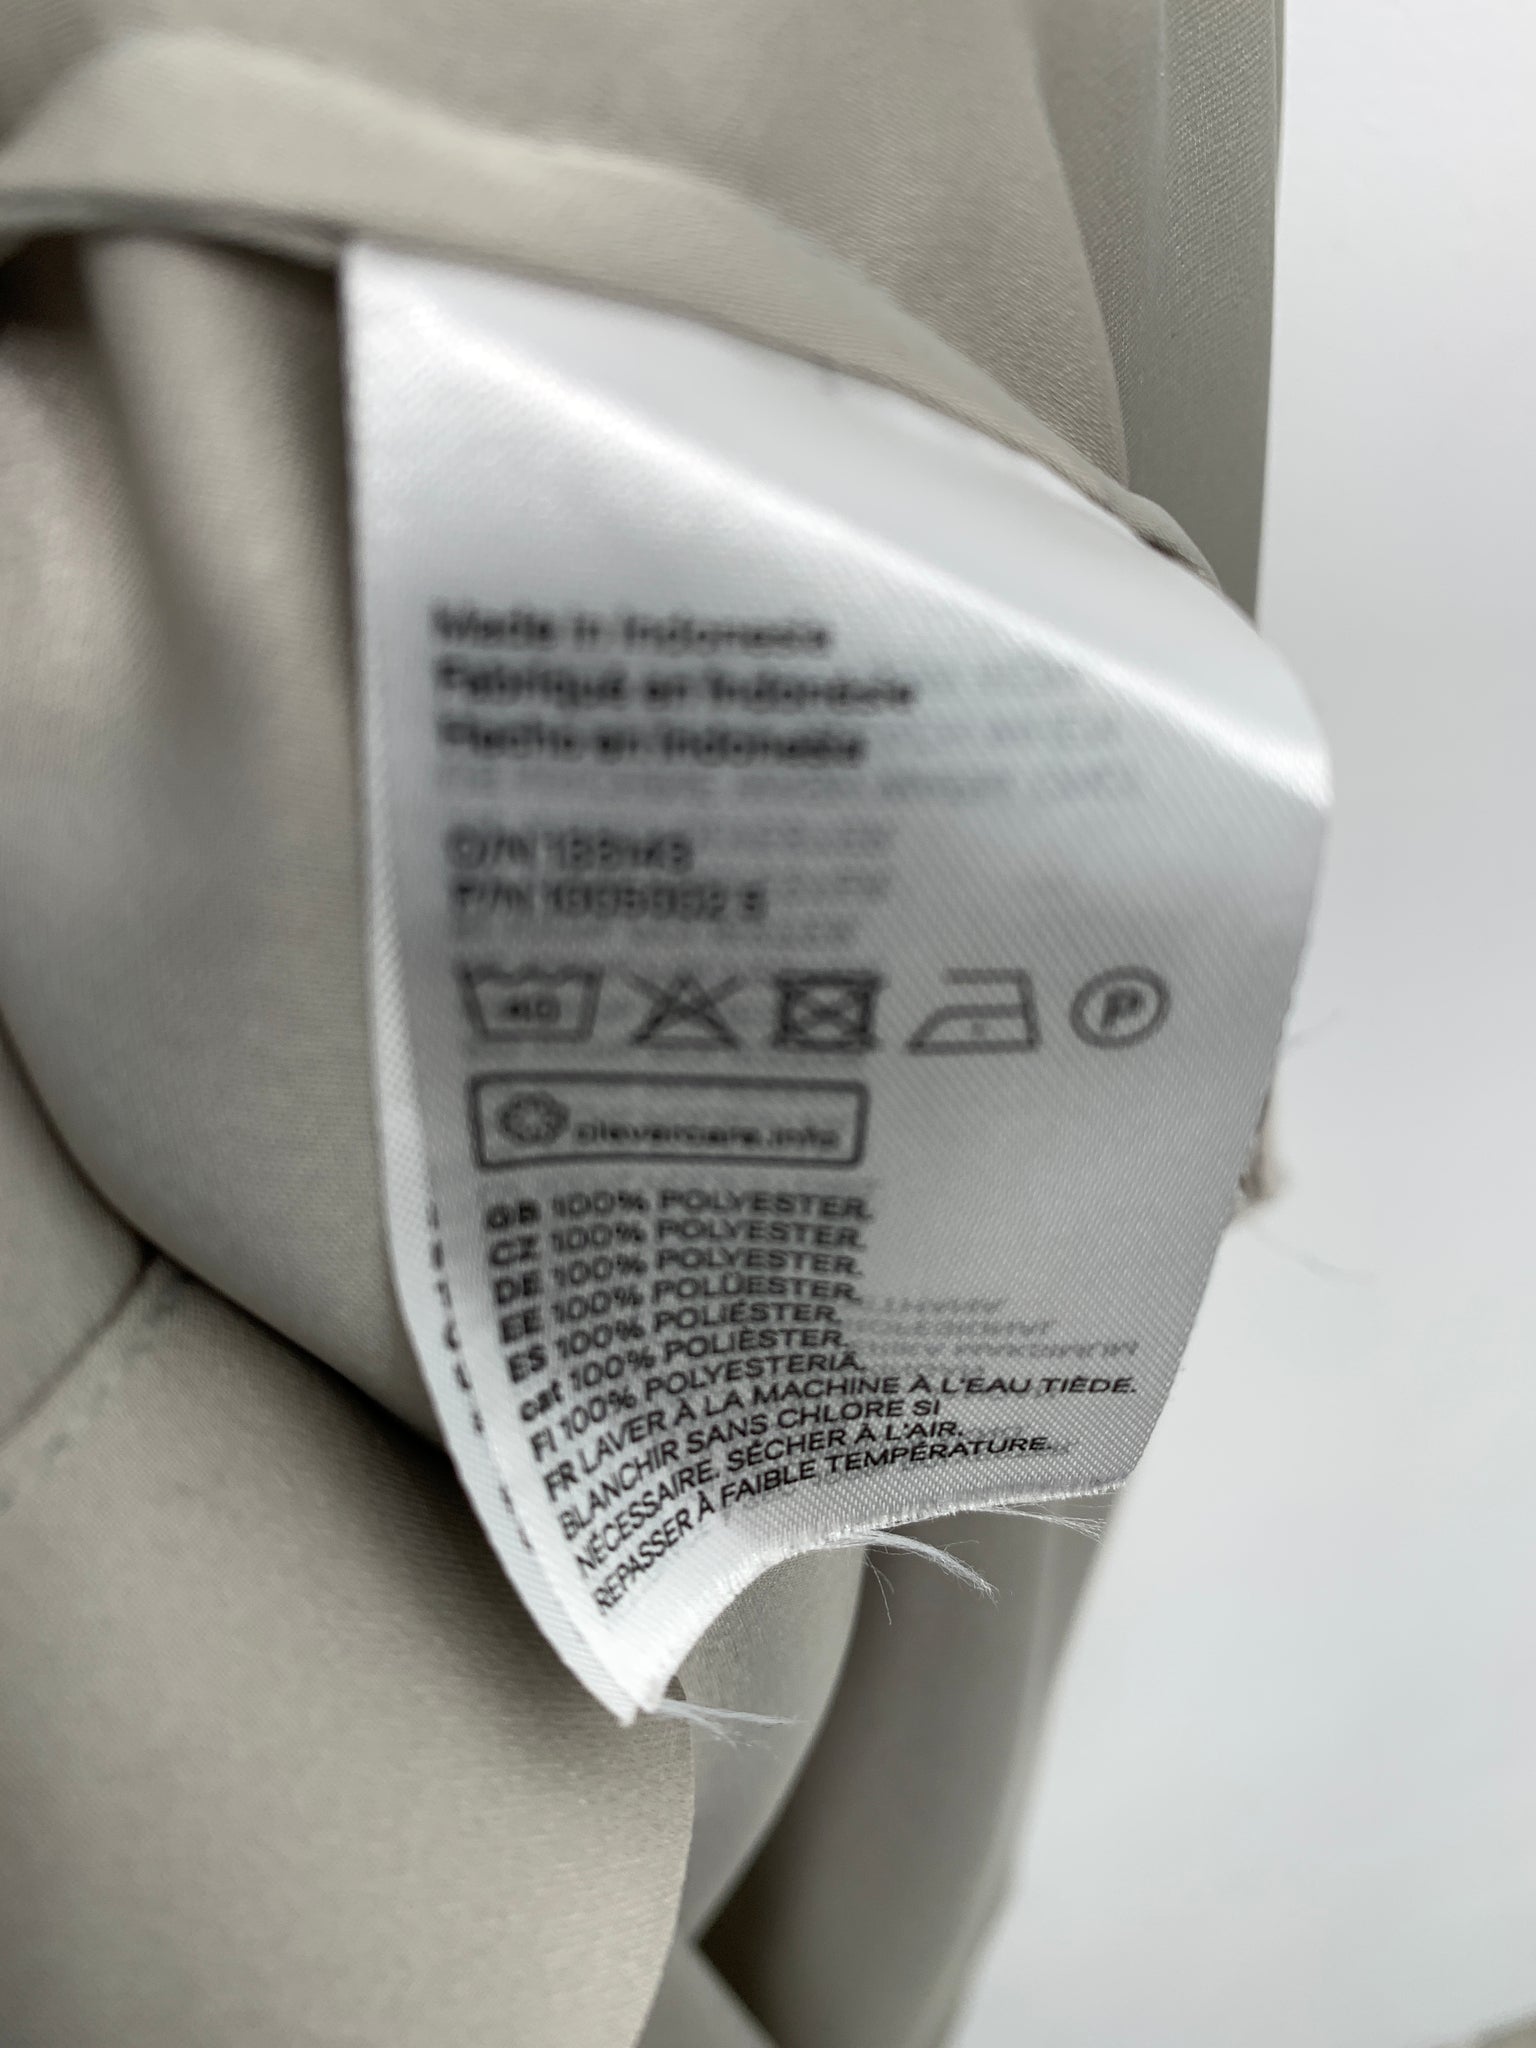 Made in Indonesia
Fabriqué en Indonésie
Hecho en Indonesia
O/N
P/N
40
P
clevercare.info
GB 100% POLYESTER.
CZ 100% POLYESTER.
DE 100% POLYESTER.
EE 100% POLÜESTER.
ES 100% POLIÉSTER.
cat 100% POLIÈSTER.
FI 100% POLYESTERIÄ.
FR LAVER À LA MACHINE À L'EAU TIÈDE.
BLANCHIR SANS CHLORE SI
NÉCESSAIRE. SÉCHER À L'AIR.
REPASSER À FAIBLE TEMPÉRATURE.